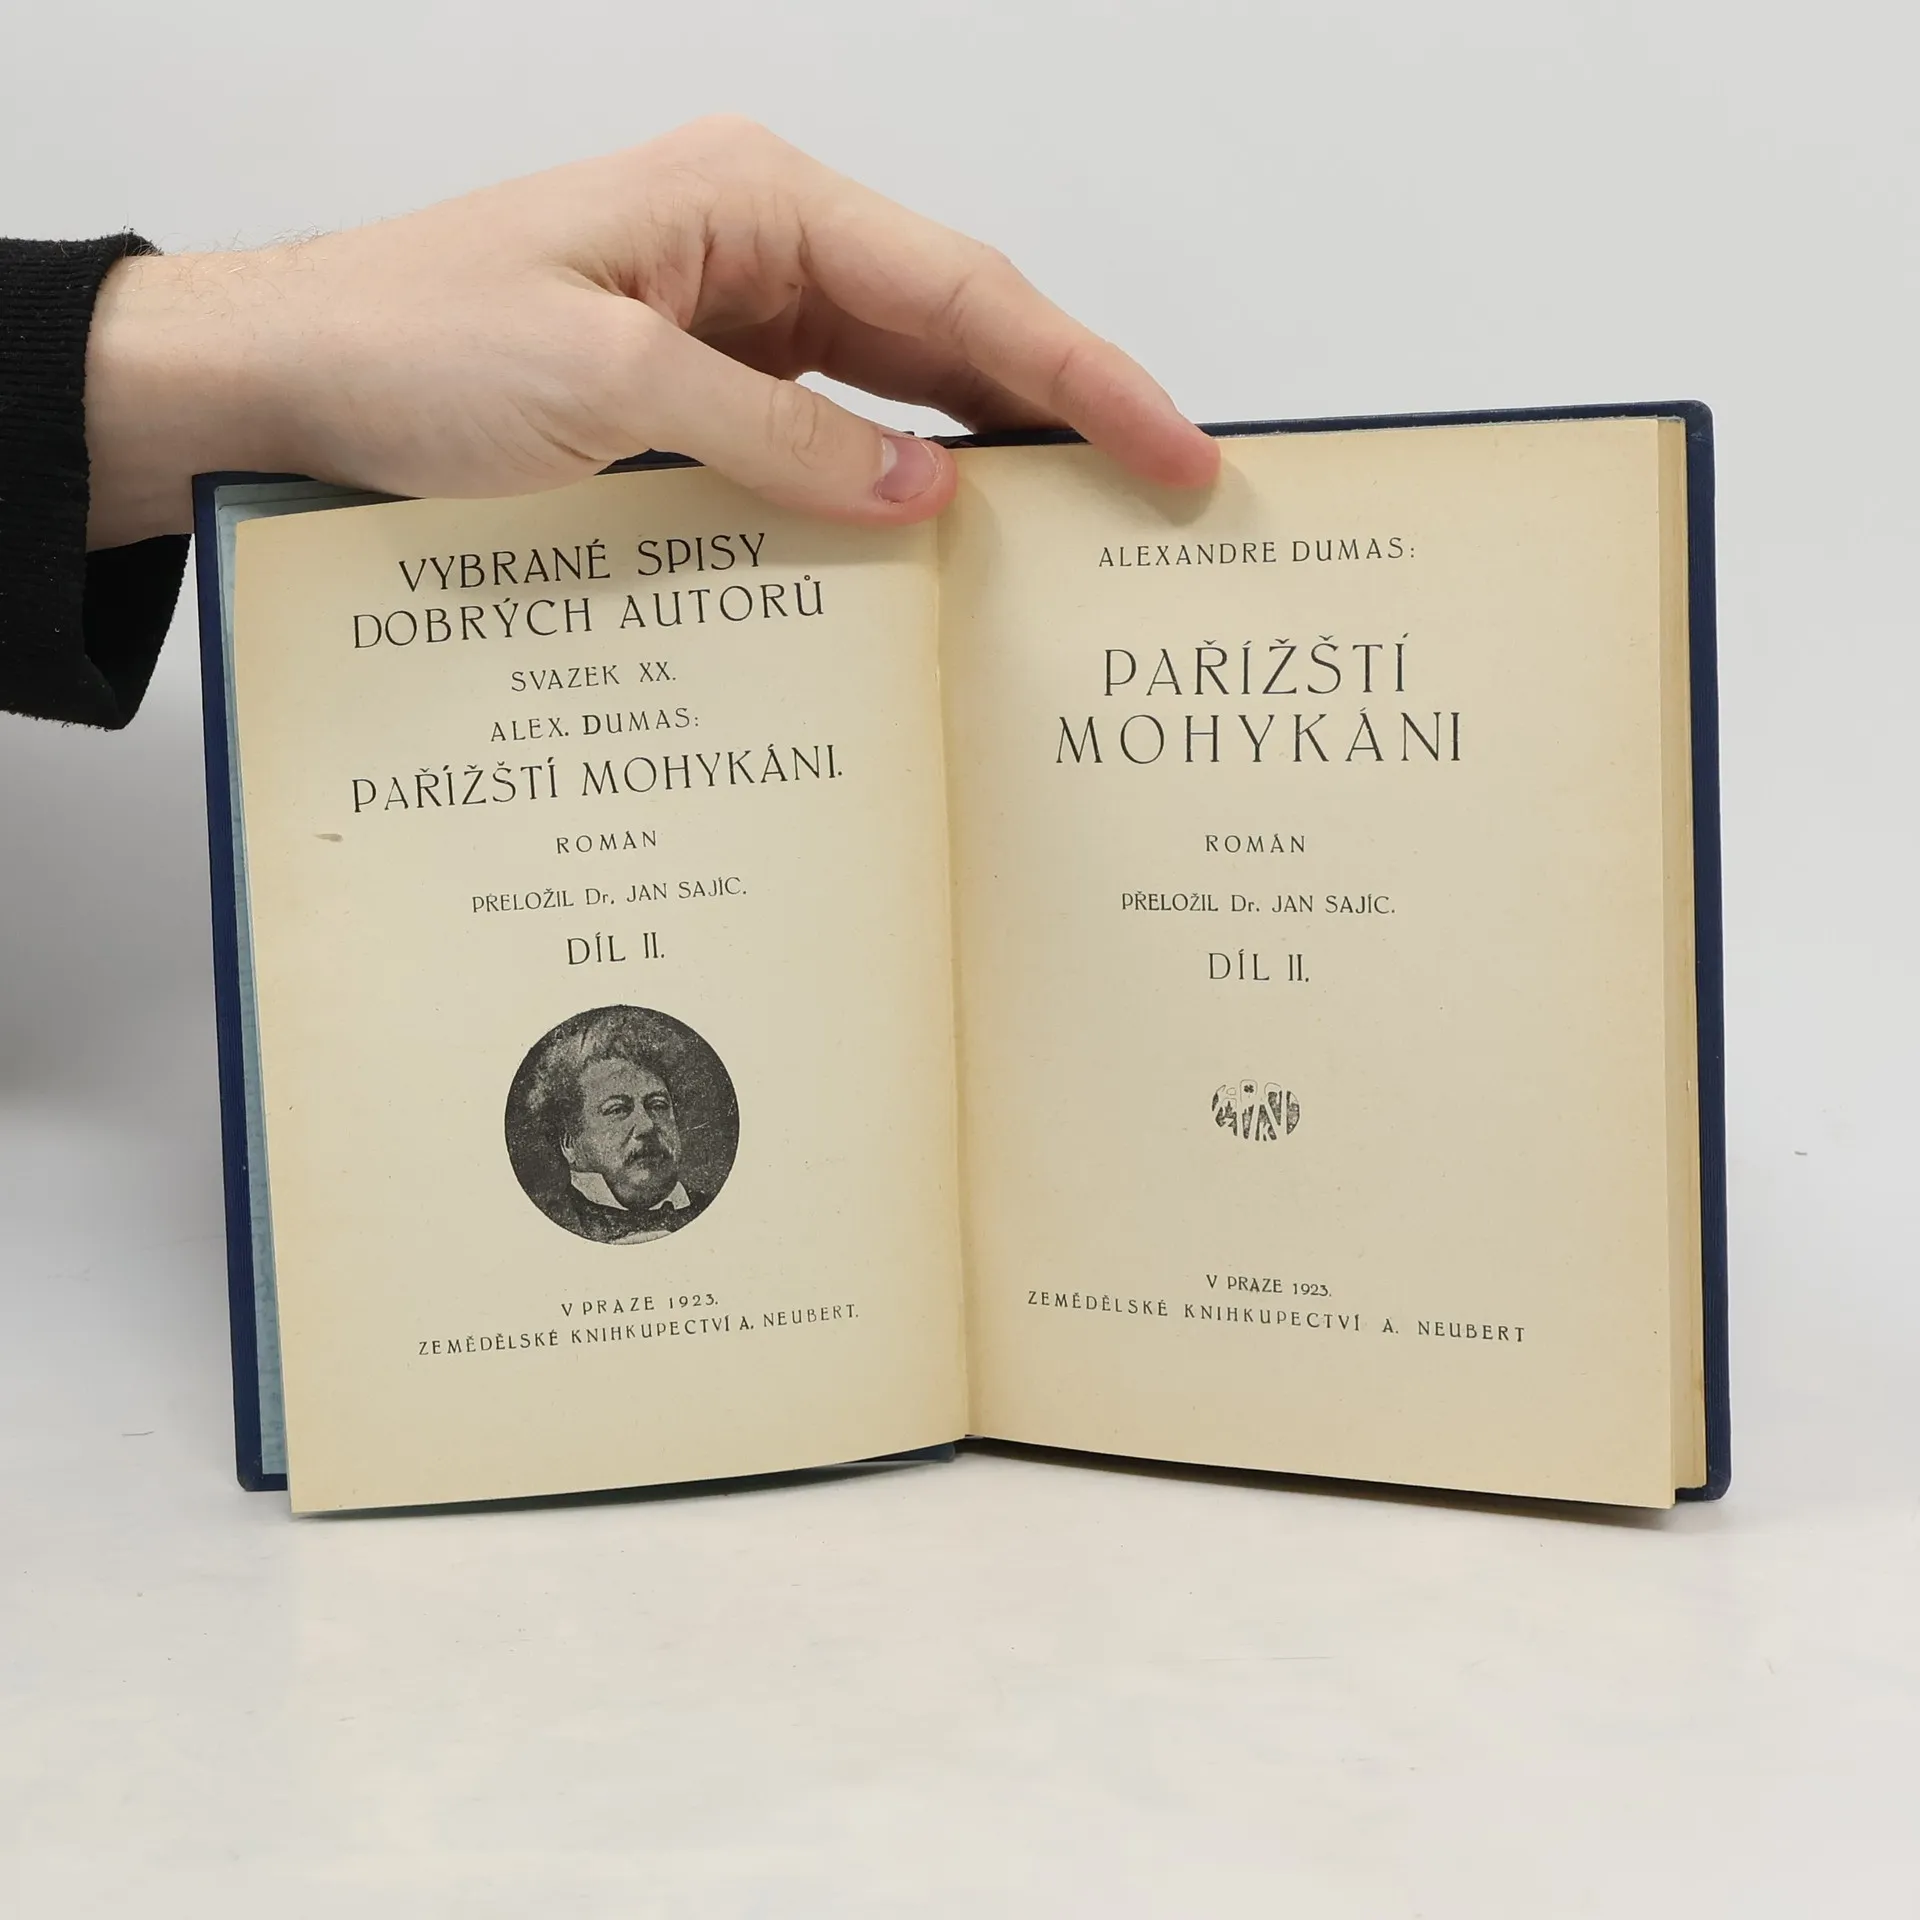 VYBRANÉ SPISY
DOBRÝCH AUTORŮ
SVAZEK XX.
ALEX. DUMAS:
PAŘÍŽŠTÍ MOHYKÁNI.
ROMÁN
PŘELOŽIL Dr. JAN SAJÍC.
DÍL II.
V PRAZE 1923.
ZEMĚDĚLSKÉ KNIHKUPECTVÍ A. NEUBERT.
ALEXANDRE DUMAS:
PAŘÍŽŠTÍ
MOHYKÁNI
ROMÁN
PŘELOŽIL Dr. JAN SAJÍC.
DÍL II.
V PRAZE 1923.
ZEMĚDĚLSKÉ KNIHKUPECTVÍ A. NEUBERT